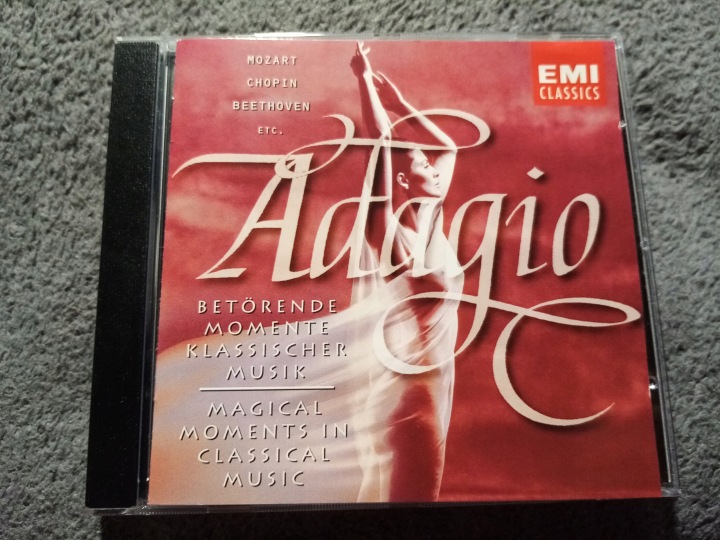 MOZART
CHOPIN
BEETHOVEN
ETC.
EMI
CLASSICS
Adagio
BETÖRENDE
MOMENTE
KLASSISCHER
MUSIK
MAGICAL
MOMENTS IN
CLASSICAL
MUSIC